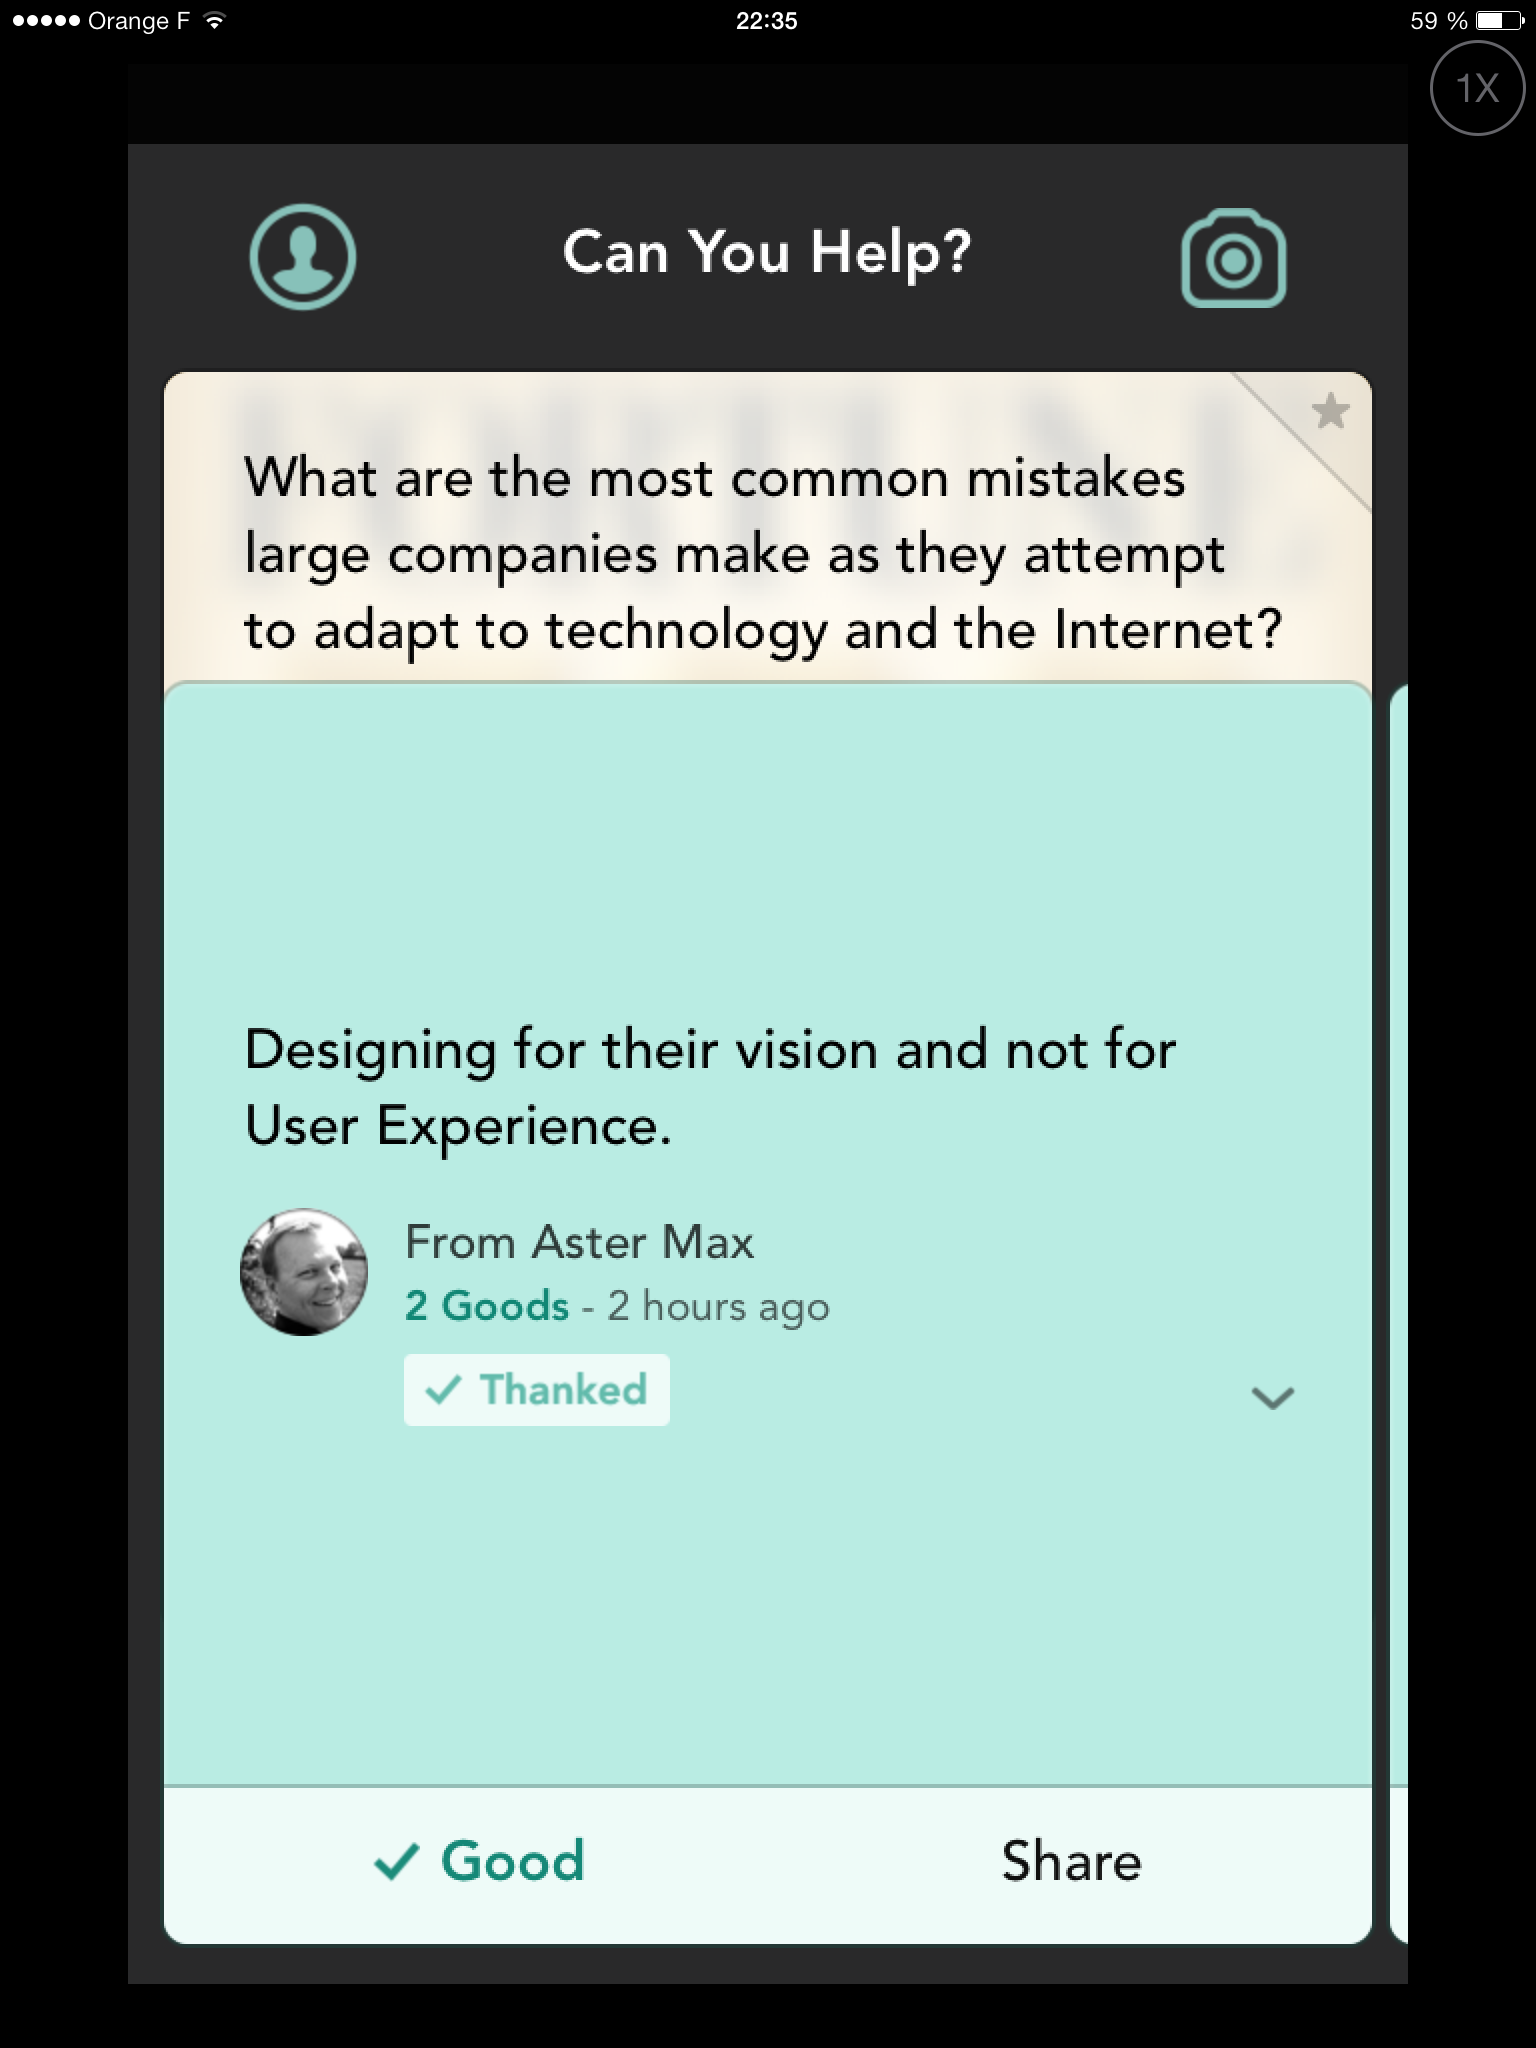 Orange F 22:35 59 %
1X
Can You Help?
What are the most common mistakes
large companies make as they attempt
to adapt to technology and the Internet?
Designing for their vision and not for
User Experience.
From Aster Max
2 Goods - 2 hours ago
Thanked
Good Share